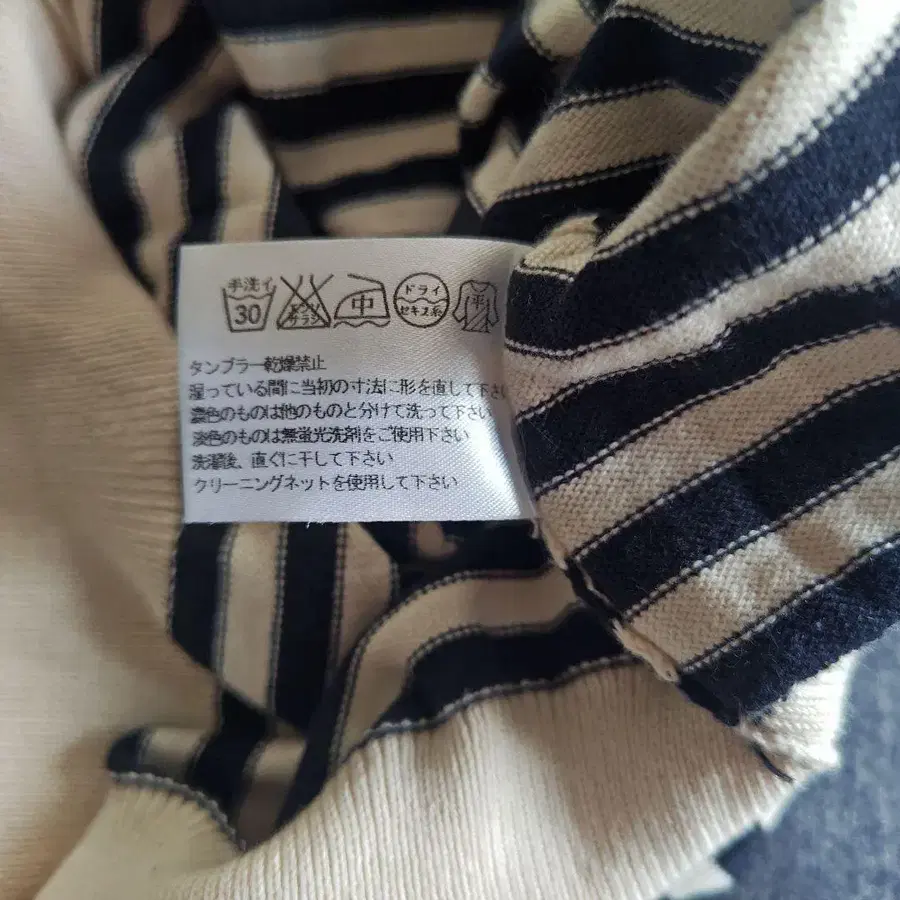 手洗イ 30 エンソサラシ 中 ドライ セキス系 平
タンブラー乾燥禁止
湿っている間に当初の寸法に形を直して下さい
濃色のものは他のものと分けて洗って下さい
淡色のものは無蛍光洗剤をご使用下さい
洗濯後、直ぐに干して下さい
クリーニングネットを使用して下さい